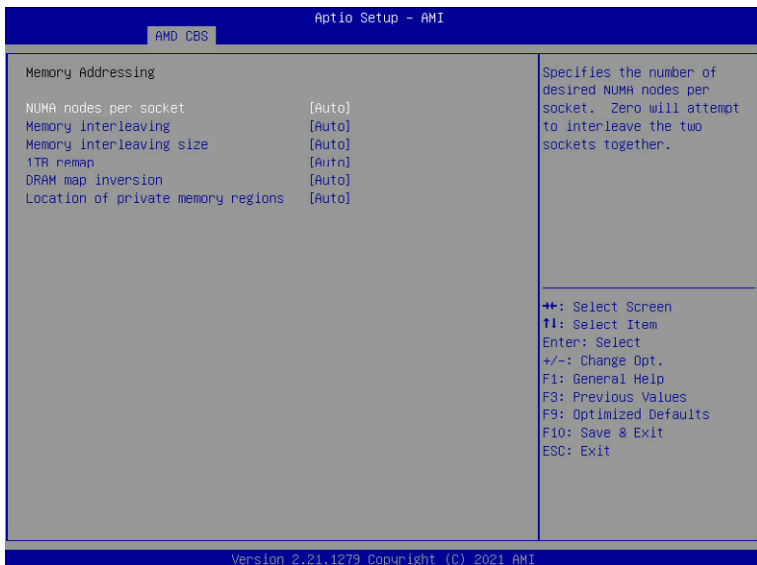 Aptio Setup – AMI
AMD CBS
Memory Addressing
NUMA nodes per socket [Auto]
Memory interleaving [Auto]
Memory interleaving size [Auto]
1TB remap [Auto]
DRAM map inversion [Auto]
Location of private memory regions [Auto]
Specifies the number of
desired NUMA nodes per
socket. Zero will attempt
to interleave the two
sockets together.
→←: Select Screen
↑↓: Select Item
Enter: Select
+/-: Change Opt.
F1: General Help
F3: Previous Values
F9: Optimized Defaults
F10: Save & Exit
ESC: Exit
Version 2.21.1279 Copyright (C) 2021 AMI